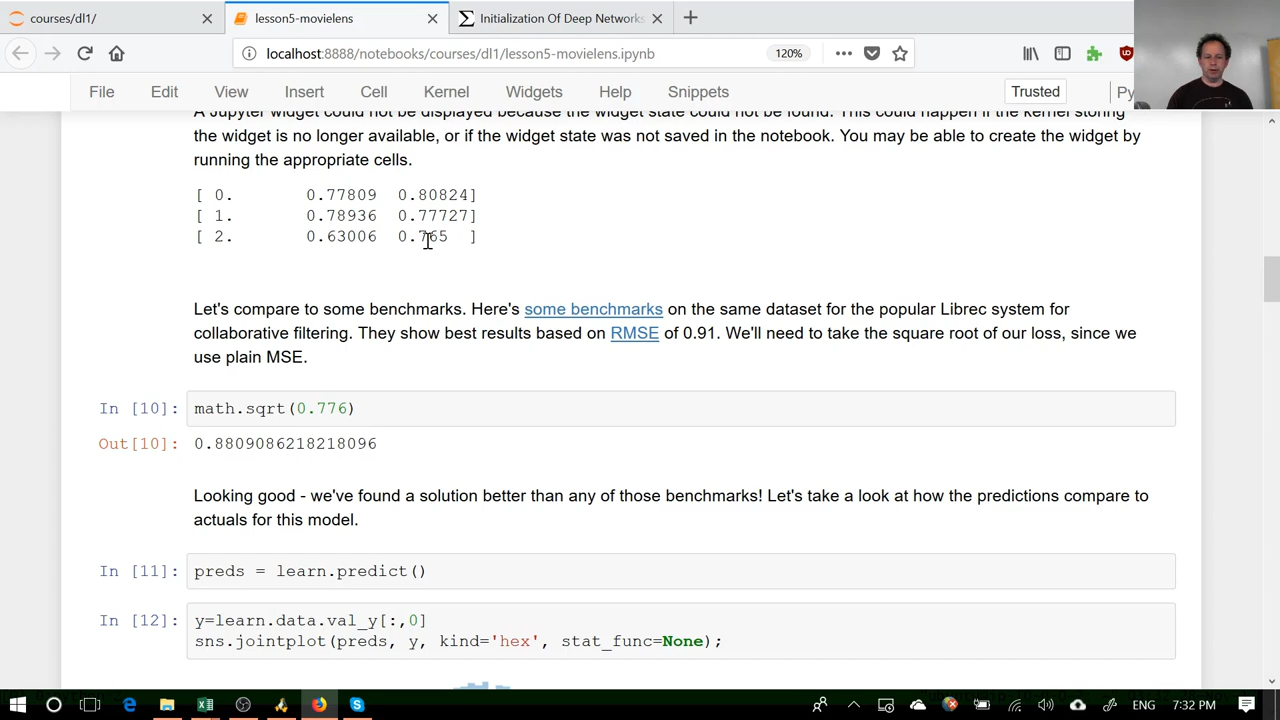 courses/dl1/
lesson5-movielens
Initialization Of Deep Networks
localhost:8888/notebooks/courses/dl1/lesson5-movielens.ipynb
120%
File Edit View Insert Cell Kernel Widgets Help Snippets
Trusted
Py
A Jupyter widget could not be displayed because the widget state could not be found. This could happen if the kernel storing
the widget is no longer available, or if the widget state was not saved in the notebook. You may be able to create the widget by
running the appropriate cells.
[ 0. 0.77809 0.80824]
[ 1. 0.78936 0.77727]
[ 2. 0.63006 0.765 ]
Let's compare to some benchmarks. Here's some benchmarks on the same dataset for the popular Librec system for
collaborative filtering. They show best results based on RMSE of 0.91. We'll need to take the square root of our loss, since we
use plain MSE.
In [10]: math.sqrt(0.776)
Out[10]: 0.8809086218218096
Looking good - we've found a solution better than any of those benchmarks! Let's take a look at how the predictions compare to
actuals for this model.
In [11]: preds = learn.predict()
In [12]: y=learn.data.val_y[:,0]
sns.jointplot(preds, y, kind='hex', stat_func=None);
ENG 7:32 PM